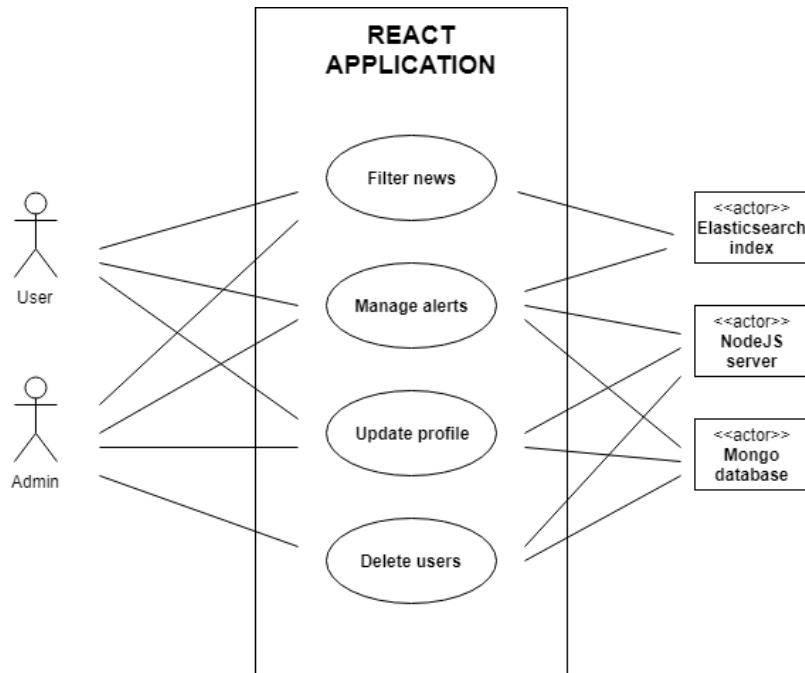 REACT
APPLICATION
Filter news
<<actor>>
Elasticsearch
index
User
Manage alerts
<<actor>>
NodeJS
server
Admin
Update profile
<<actor>>
Mongo
database
Delete users